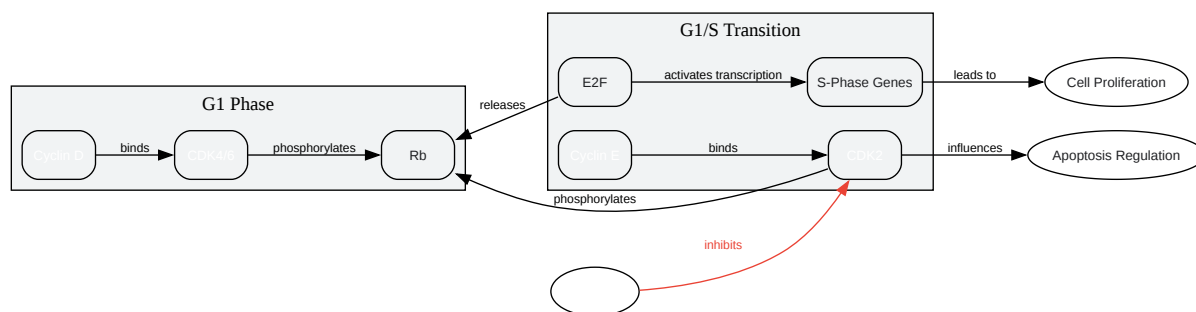 G1/S Transition
E2F
activates transcription
S-Phase Genes
leads to
Cell Proliferation
G1 Phase
releases
Cyclin D
binds
CDK4/6
phosphorylates
Rb
Cyclin E
binds
CDK2
influences
Apoptosis Regulation
phosphorylates
inhibits